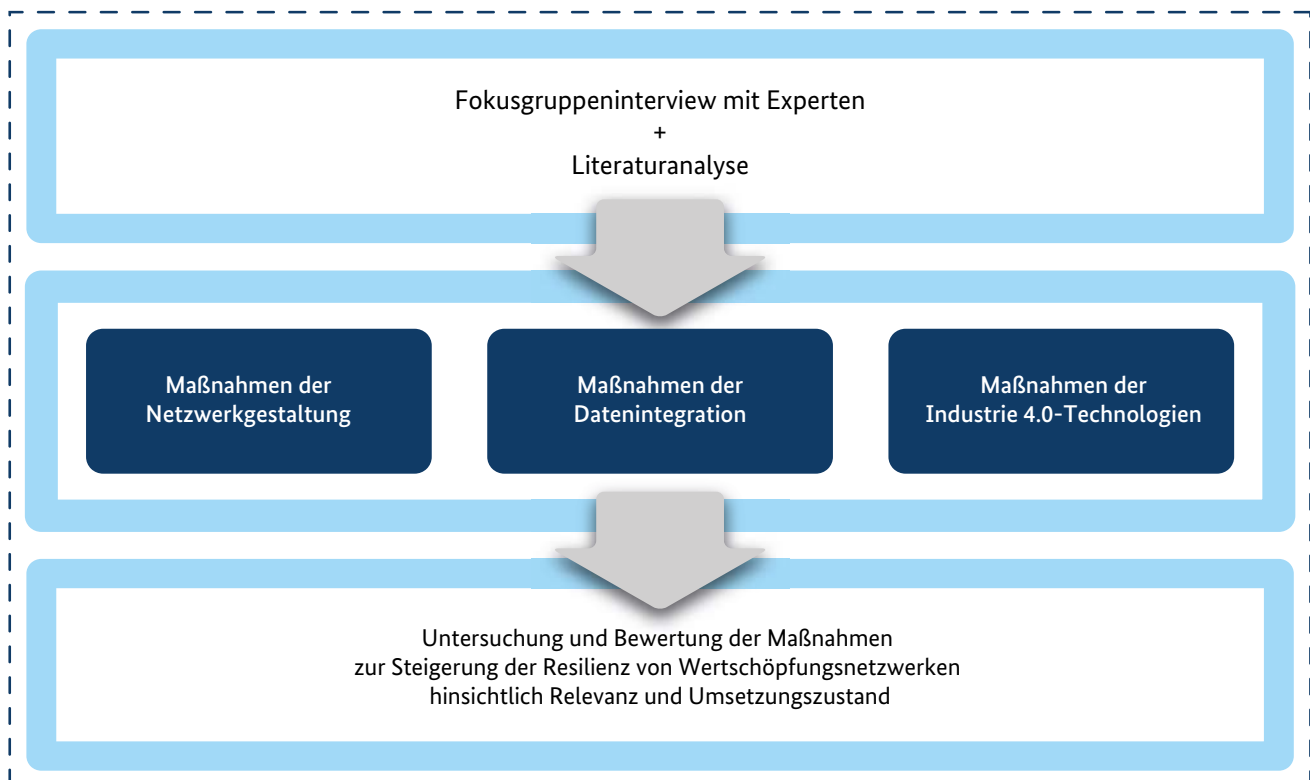 Fokusgruppeninterview mit Experten
+
Literaturanalyse
Maßnahmen der
Netzwerkgestaltung
Maßnahmen der
Datenintegration
Maßnahmen der
Industrie 4.0-Technologien
Untersuchung und Bewertung der Maßnahmen
zur Steigerung der Resilienz von Wertschöpfungsnetzwerken
hinsichtlich Relevanz und Umsetzungszustand